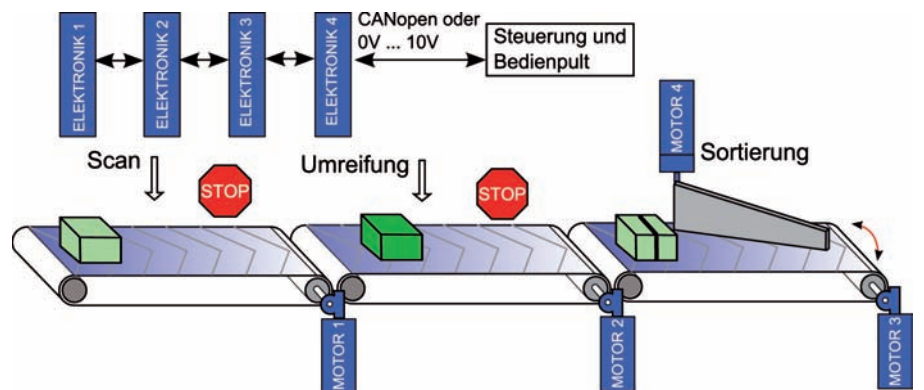 ELEKTRONIK 1
ELEKTRONIK 2
ELEKTRONIK 3
ELEKTRONIK 4
CANopen oder
0V ... 10V
Steuerung und
Bedienpult
Scan
STOP
Umreifung
STOP
MOTOR 4
Sortierung
MOTOR 1
MOTOR 2
MOTOR 3